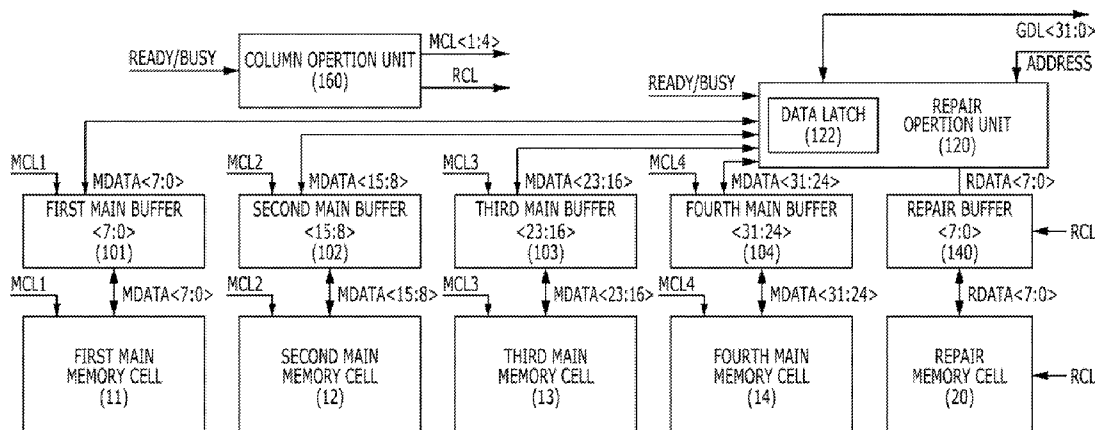 GDL<31:0>
MCL<1:4>
READY/BUSY
COLUMN OPERTION UNIT
(160)
RCL
ADDRESS
READY/BUSY
DATA LATCH
(122)
REPAIR
OPERTION UNIT
(120)
MCL1
MDATA<7:0>
MCL2
MDATA<15:8>
MCL3
MDATA<23:16>
MCL4
MDATA<31:24>
RDATA<7:0>
FIRST MAIN BUFFER
<7:0>
(101)
SECOND MAIN BUFFER
<15:8>
(102)
THIRD MAIN BUFFER
<23:16>
(103)
FOURTH MAIN BUFFER
<31:24>
(104)
REPAIR BUFFER
<7:0>
(140)
RCL
MCL1
MDATA<7:0>
MCL2
MDATA<15:8>
MCL3
MDATA<23:16>
MCL4
MDATA<31:24>
RDATA<7:0>
FIRST MAIN
MEMORY CELL
(11)
SECOND MAIN
MEMORY CELL
(12)
THIRD MAIN
MEMORY CELL
(13)
FOURTH MAIN
MEMORY CELL
(14)
REPAIR
MEMORY CELL
(20)
RCL